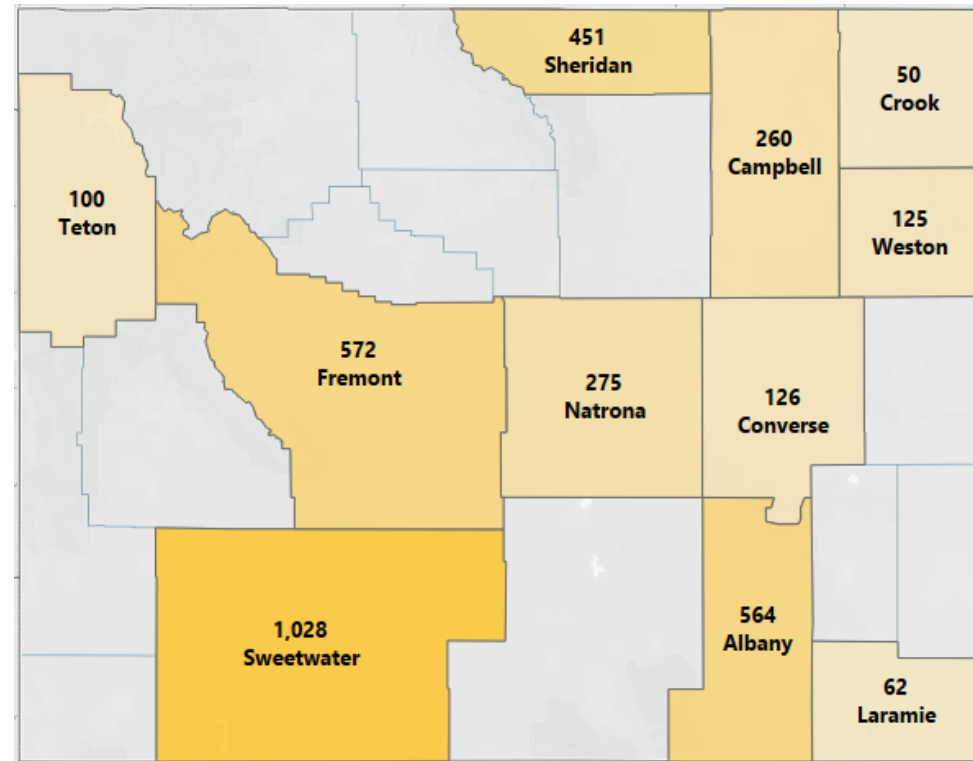 451
Sheridan
50
Crook
260
Campbell
100
Teton
125
Weston
572
Fremont
275
Natrona
126
Converse
1,028
Sweetwater
564
Albany
62
Laramie